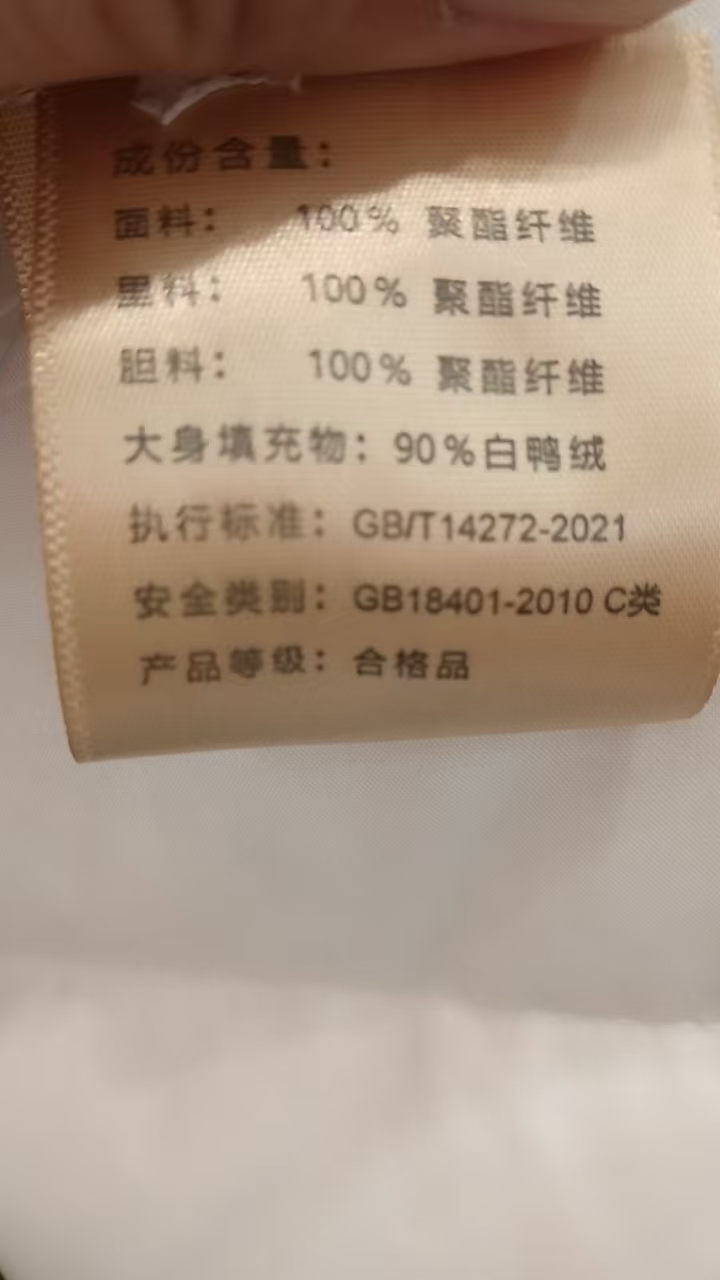 成份含量：
面料： 100% 聚酯纤维
里料： 100% 聚酯纤维
胆料： 100% 聚酯纤维
大身填充物：90%白鸭绒
执行标准：GB/T14272-2021
安全类别：GB18401-2010 C类
产品等级：合格品